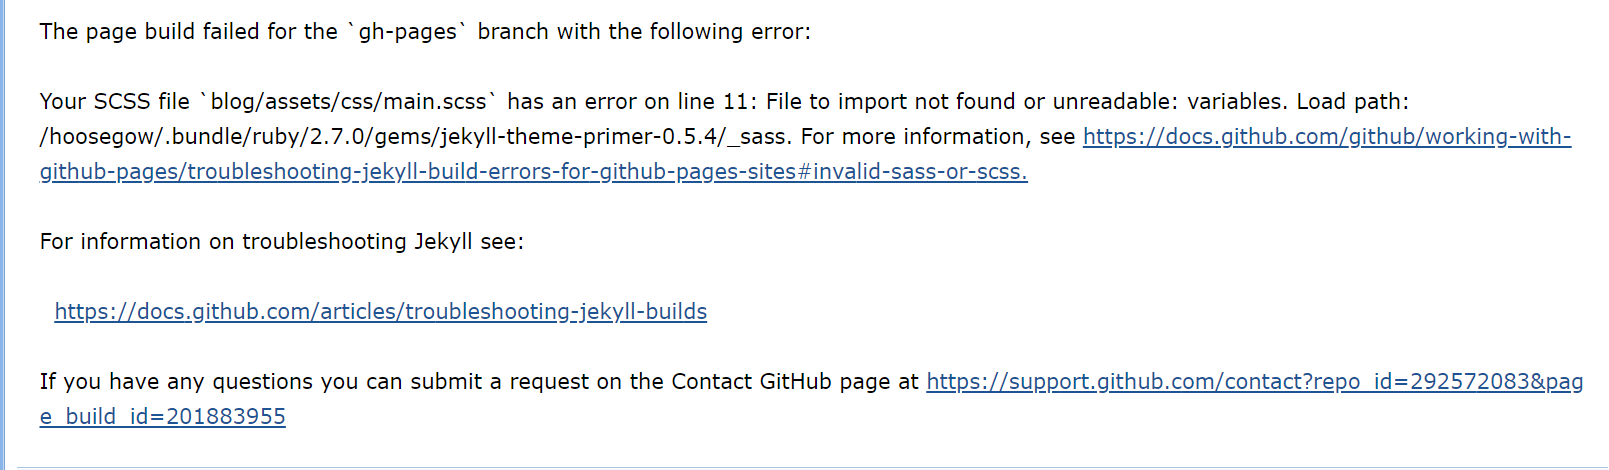 The page build failed for the `gh-pages` branch with the following error:
Your SCSS file `blog/assets/css/main.scss` has an error on line 11: File to import not found or unreadable: variables. Load path:
/hoosegow/.bundle/ruby/2.7.0/gems/jekyll-theme-primer-0.5.4/_sass. For more information, see https://docs.github.com/github/working-with-
github-pages/troubleshooting-jekyll-build-errors-for-github-pages-sites#invalid-sass-or-scss.
For information on troubleshooting Jekyll see:
https://docs.github.com/articles/troubleshooting-jekyll-builds
If you have any questions you can submit a request on the Contact GitHub page at https://support.github.com/contact?repo_id=292572083&pag
e_build_id=201883955